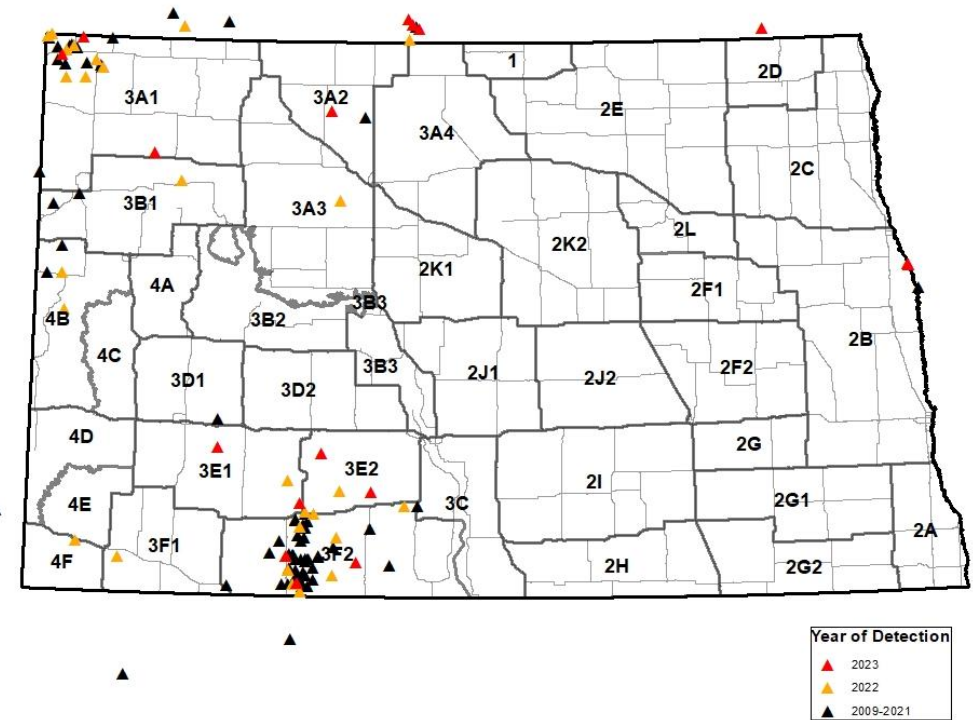 1
2D
3A1
3A2
2E
3A4
2C
3B1
3A3
2L
2K2
2K1
4A
2F1
3B3
4B
3B2
2B
4C
3B3
2F2
3D1
2J1
2J2
3D2
4D
2G
3E1
3E2
2I
4E
3C
2G1
2A
3F1
3F2
4F
2H
2G2
Year of Detection
2023
2022
2009-2021